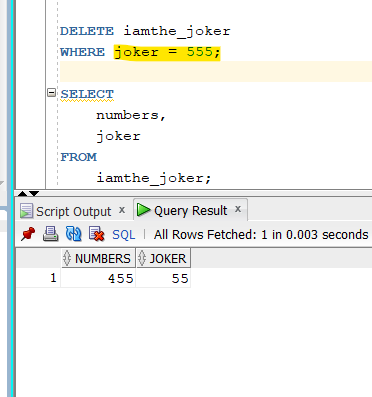 DELETE iamthe_joker
WHERE joker = 555;
SELECT
numbers,
joker
FROM
iamthe_joker;
Script Output x Query Result x
SQL | All Rows Fetched: 1 in 0.003 seconds
NUMBERS JOKER
1 455 55